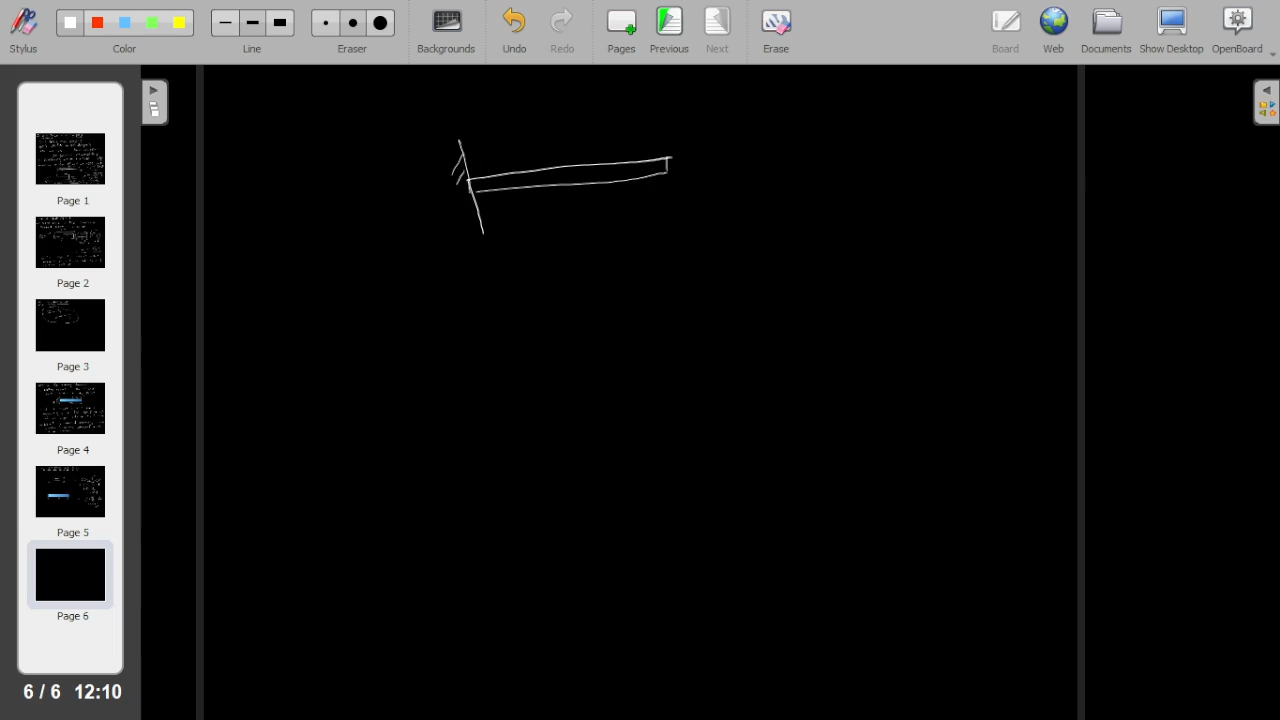 Stylus
Color
Line
Eraser
Backgrounds
Undo
Redo
Pages
Previous
Next
Erase
Board
Web
Documents
Show Desktop
OpenBoard
Page 1
Page 2
Page 3
Page 4
Page 5
Page 6
6 / 6 12:10